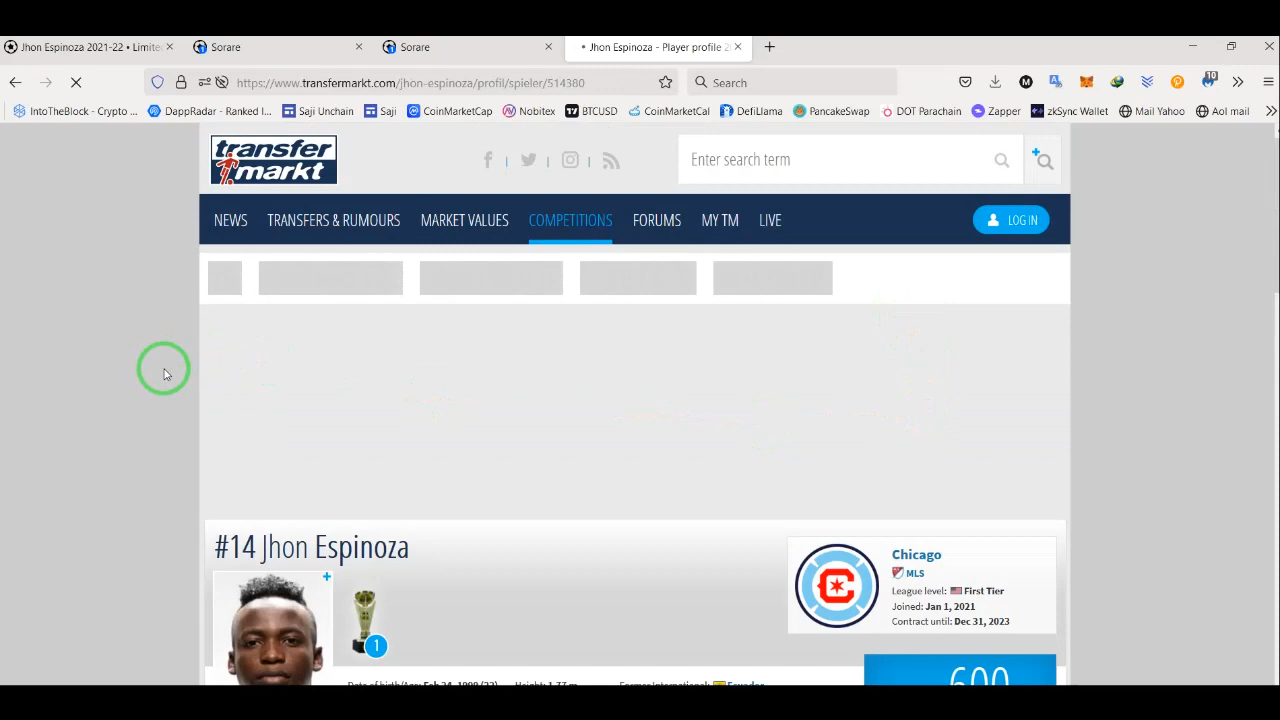 Jhon Espinoza 2021-22 • Limite
Sorare
Sorare
Jhon Espinoza - Player profile 2
https://www.transfermarkt.com/jhon-espinoza/profil/spieler/514380
Search
10
IntoTheBlock - Crypto ...
DappRadar - Ranked l...
Saji Unchain
Saji
CoinMarketCap
Nobitex
BTCUSD
CoinMarketCal
DefiLlama
PancakeSwap
DOT Parachain
Zapper
zkSync Wallet
Mail Yahoo
Aol mail
transfer
markt
Enter search term
NEWS
TRANSFERS & RUMOURS
MARKET VALUES
COMPETITIONS
FORUMS
MY TM
LIVE
LOG IN
#14 Jhon Espinoza
1
Chicago
MLS
League level: First Tier
Joined: Jan 1, 2021
Contract until: Dec 31, 2023
600